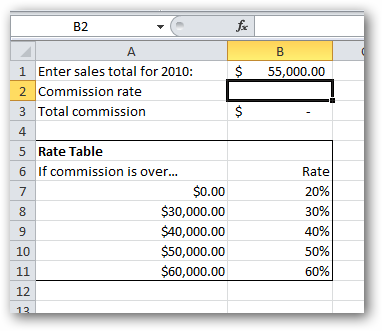 B2 fx
A B
1 Enter sales total for 2010: $ 55,000.00
2 Commission rate
3 Total commission $ -
4
5 Rate Table
6 If commission is over... Rate
7 $0.00 20%
8 $30,000.00 30%
9 $40,000.00 40%
10 $50,000.00 50%
11 $60,000.00 60%
12
13